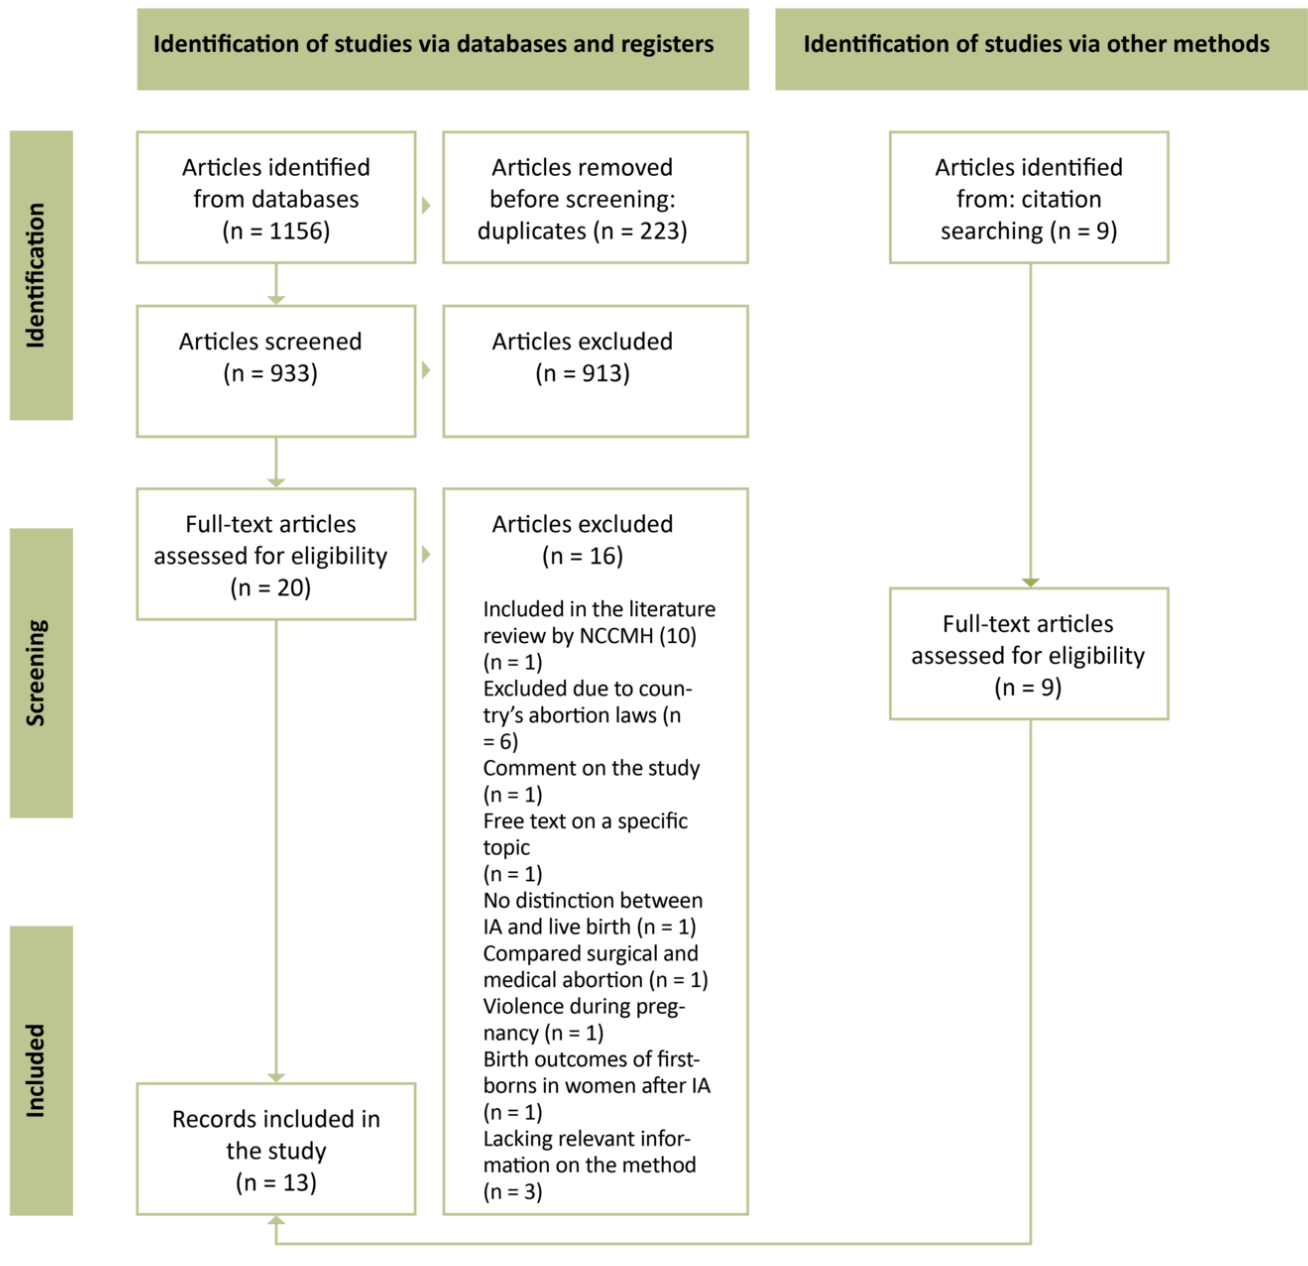 Identification of studies via databases and registers
Identification of studies via other methods
Identification
Articles identified
from databases
(n = 1156)
Articles removed
before screening:
duplicates (n = 223)
Articles identified
from: citation
searching (n = 9)
Articles screened
(n = 933)
Articles excluded
(n = 913)
Screening
Full-text articles
assessed for eligibility
(n = 20)
Articles excluded
(n = 16)
Included in the literature
review by NCCMH (10)
(n = 1)
Excluded due to coun-
try's abortion laws (n
= 6)
Comment on the study
(n = 1)
Free text on a specific
topic
(n = 1)
No distinction between
IA and live birth (n = 1)
Compared surgical and
medical abortion (n = 1)
Violence during preg-
nancy (n = 1)
Birth outcomes of first-
borns in women after IA
(n = 1)
Lacking relevant infor-
mation on the method
(n = 3)
Full-text articles
assessed for eligibility
(n = 9)
Included
Records included in
the study
(n = 13)